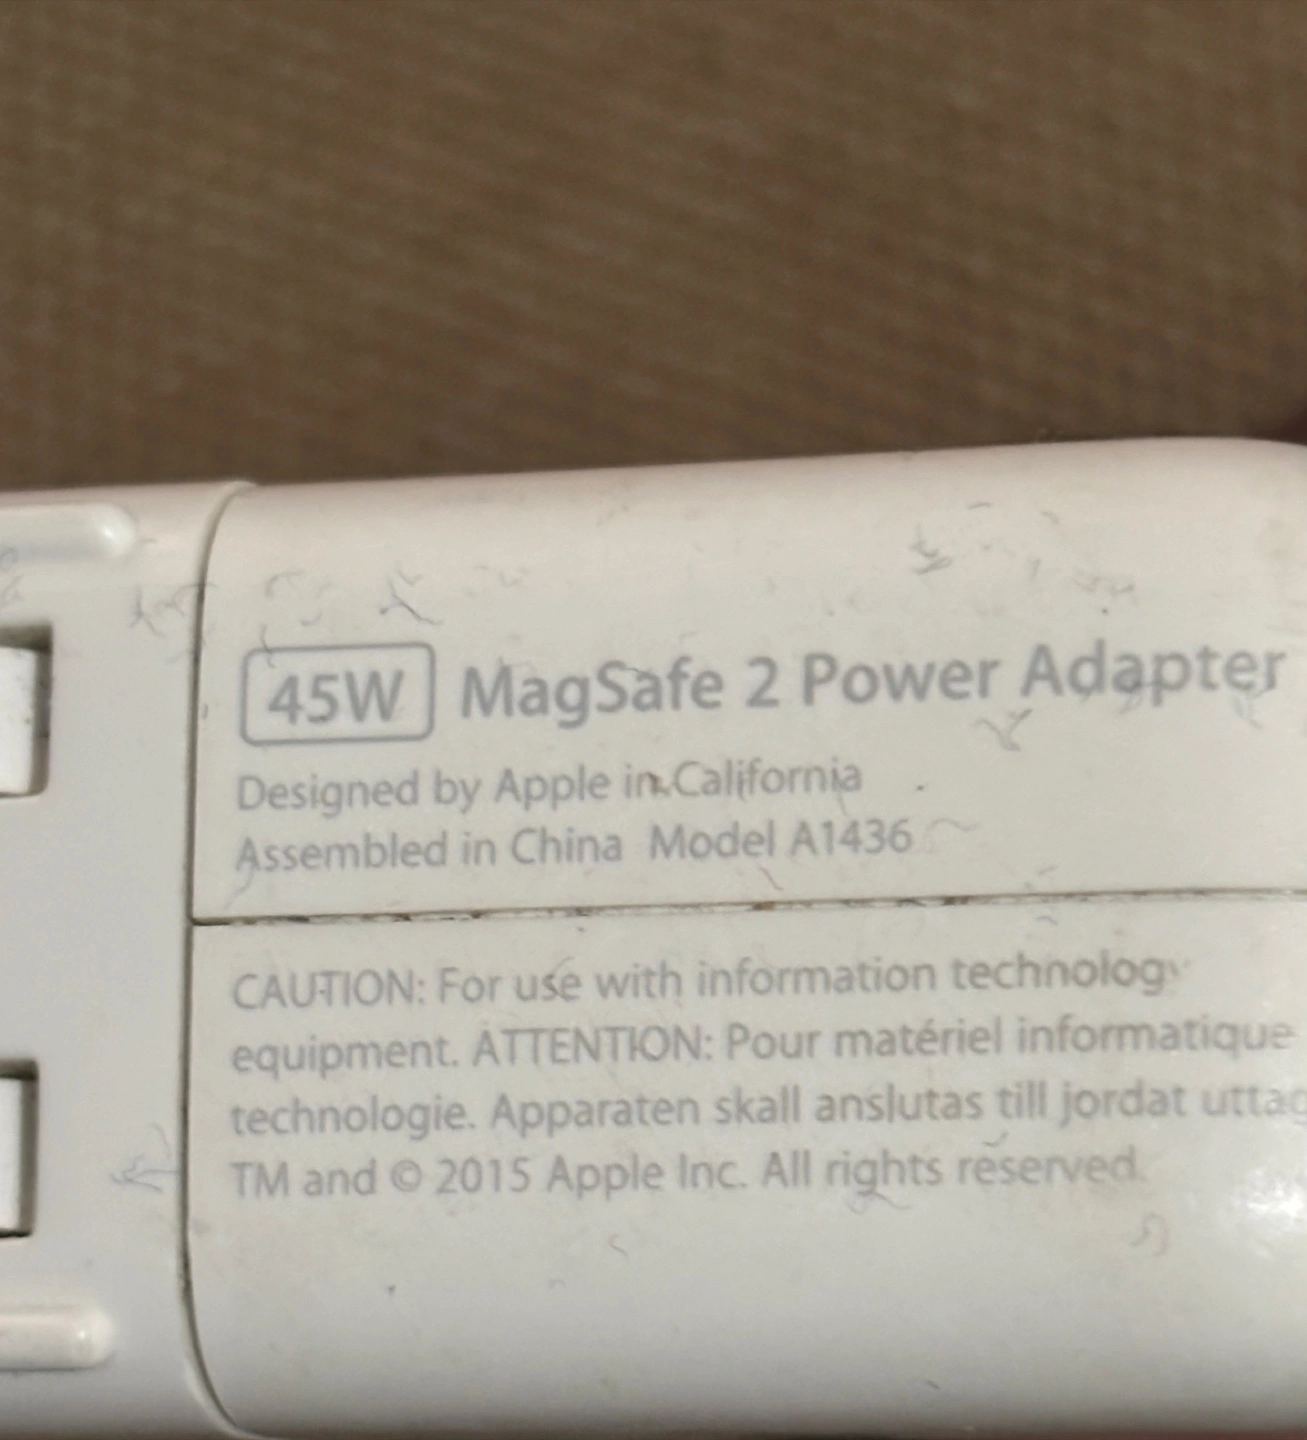 45W MagSafe 2 Power Adapter
Designed by Apple in California
Assembled in China Model A1436
CAUTION: For use with information technology
equipment. ATTENTION: Pour matériel informatique
technologie. Apparaten skall anslutas till jordat uttag
TM and © 2015 Apple Inc. All rights reserved.